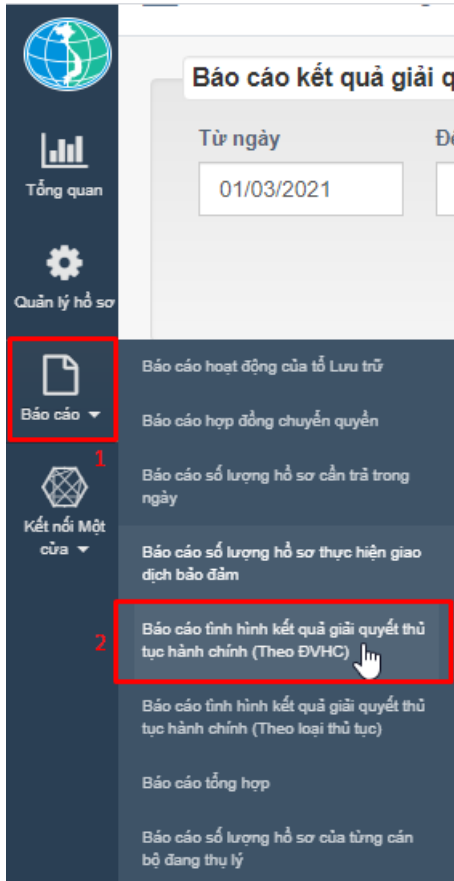 Báo cáo kết quả giải q
Từ ngày
Đế
01/03/2021
Tổng quan
Quản lý hồ sơ
Báo cáo
1
Kết nối Một
cửa
Báo cáo hoạt động của tổ Lưu trữ
Báo cáo hợp đồng chuyển quyền
Báo cáo số lượng hồ sơ cần trả trong
ngày
Báo cáo số lượng hồ sơ thực hiện giao
dịch bảo đảm
2
Báo cáo tình hình kết quả giải quyết thủ
tục hành chính (Theo ĐVHC)
Báo cáo tình hình kết quả giải quyết thủ
tục hành chính (Theo loại thủ tục)
Báo cáo tổng hợp
Báo cáo số lượng hồ sơ của từng cán
bộ đang thụ lý